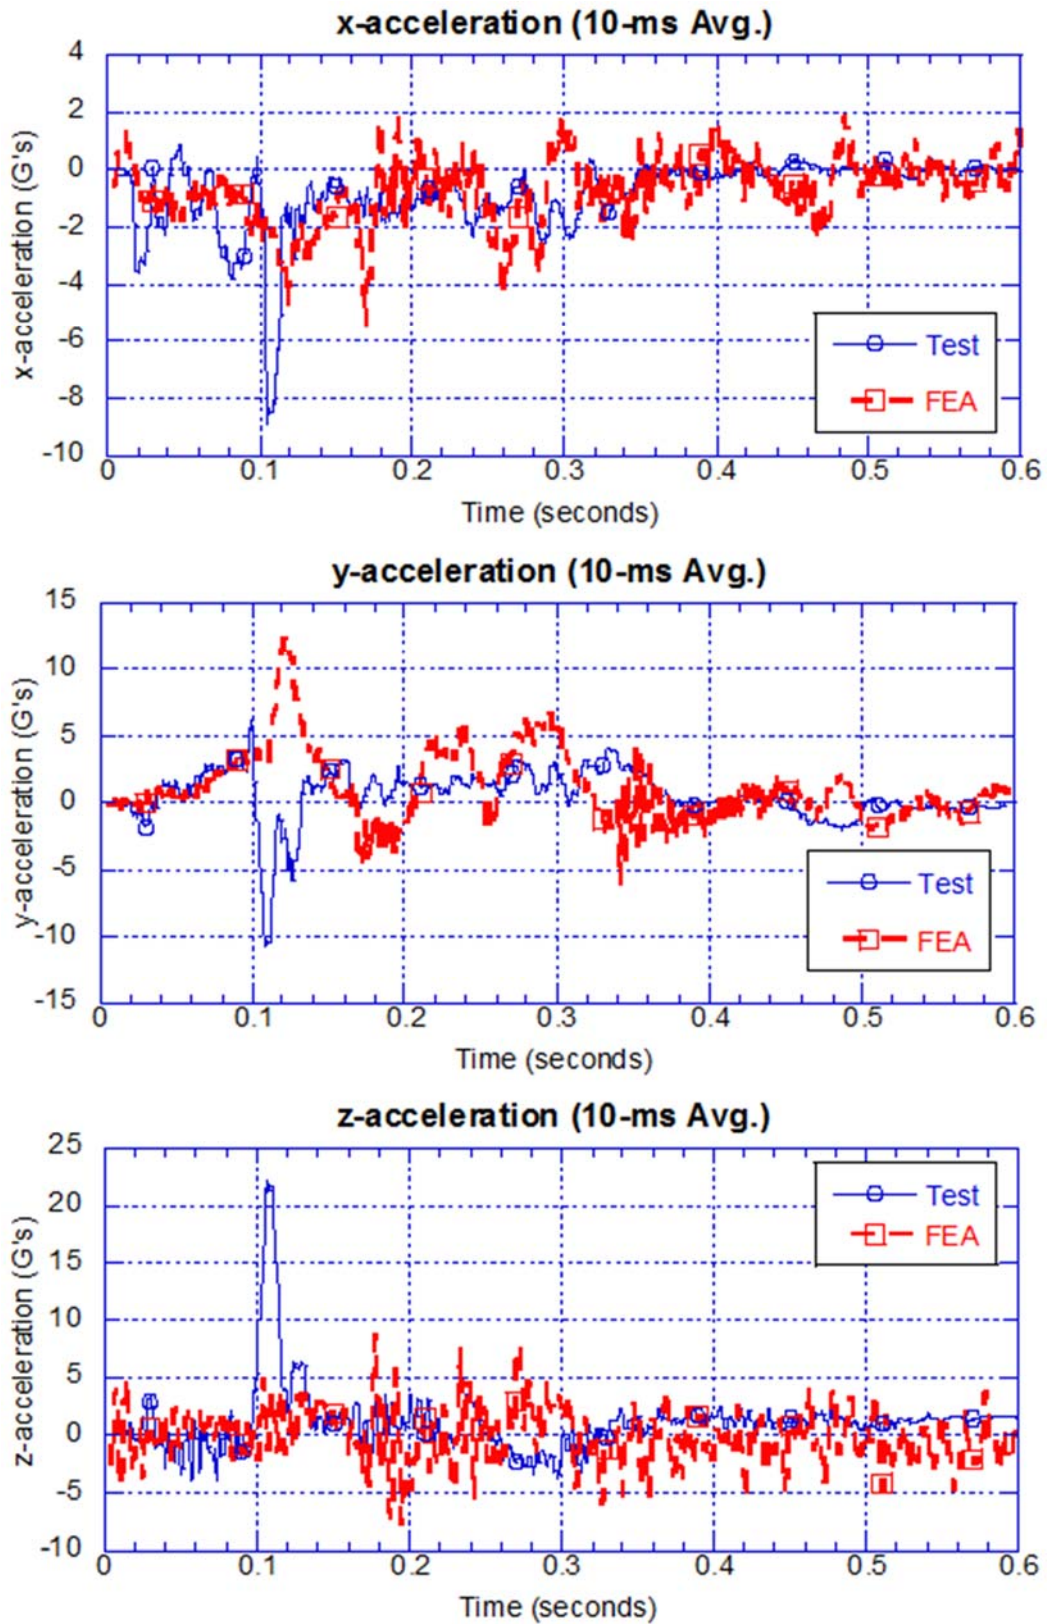 x-acceleration (10-ms Avg.)
4
2
0
-2
-4
-6
-8
-10
x-acceleration (G's)
Test
FEA
0 0.1 0.2 0.3 0.4 0.5 0.6
Time (seconds)
y-acceleration (10-ms Avg.)
15
10
5
0
-5
-10
-15
y-acceleration (G's)
Test
FEA
0 0.1 0.2 0.3 0.4 0.5 0.6
Time (seconds)
z-acceleration (10-ms Avg.)
25
20
15
10
5
0
-5
-10
z-acceleration (G's)
Test
FEA
0 0.1 0.2 0.3 0.4 0.5 0.6
Time (seconds)